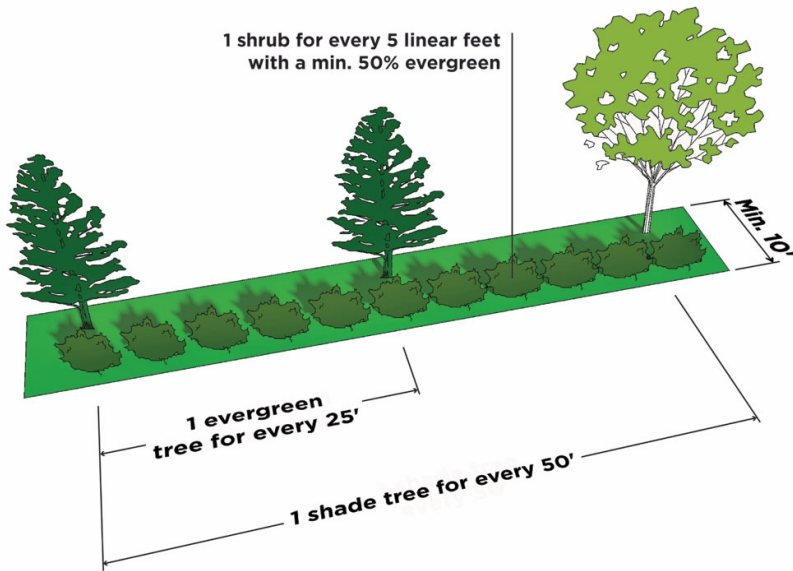 1 shrub for every 5 linear feet
with a min. 50% evergreen
Min. 10'
1 evergreen
tree for every 25'
1 shade tree for every 50'